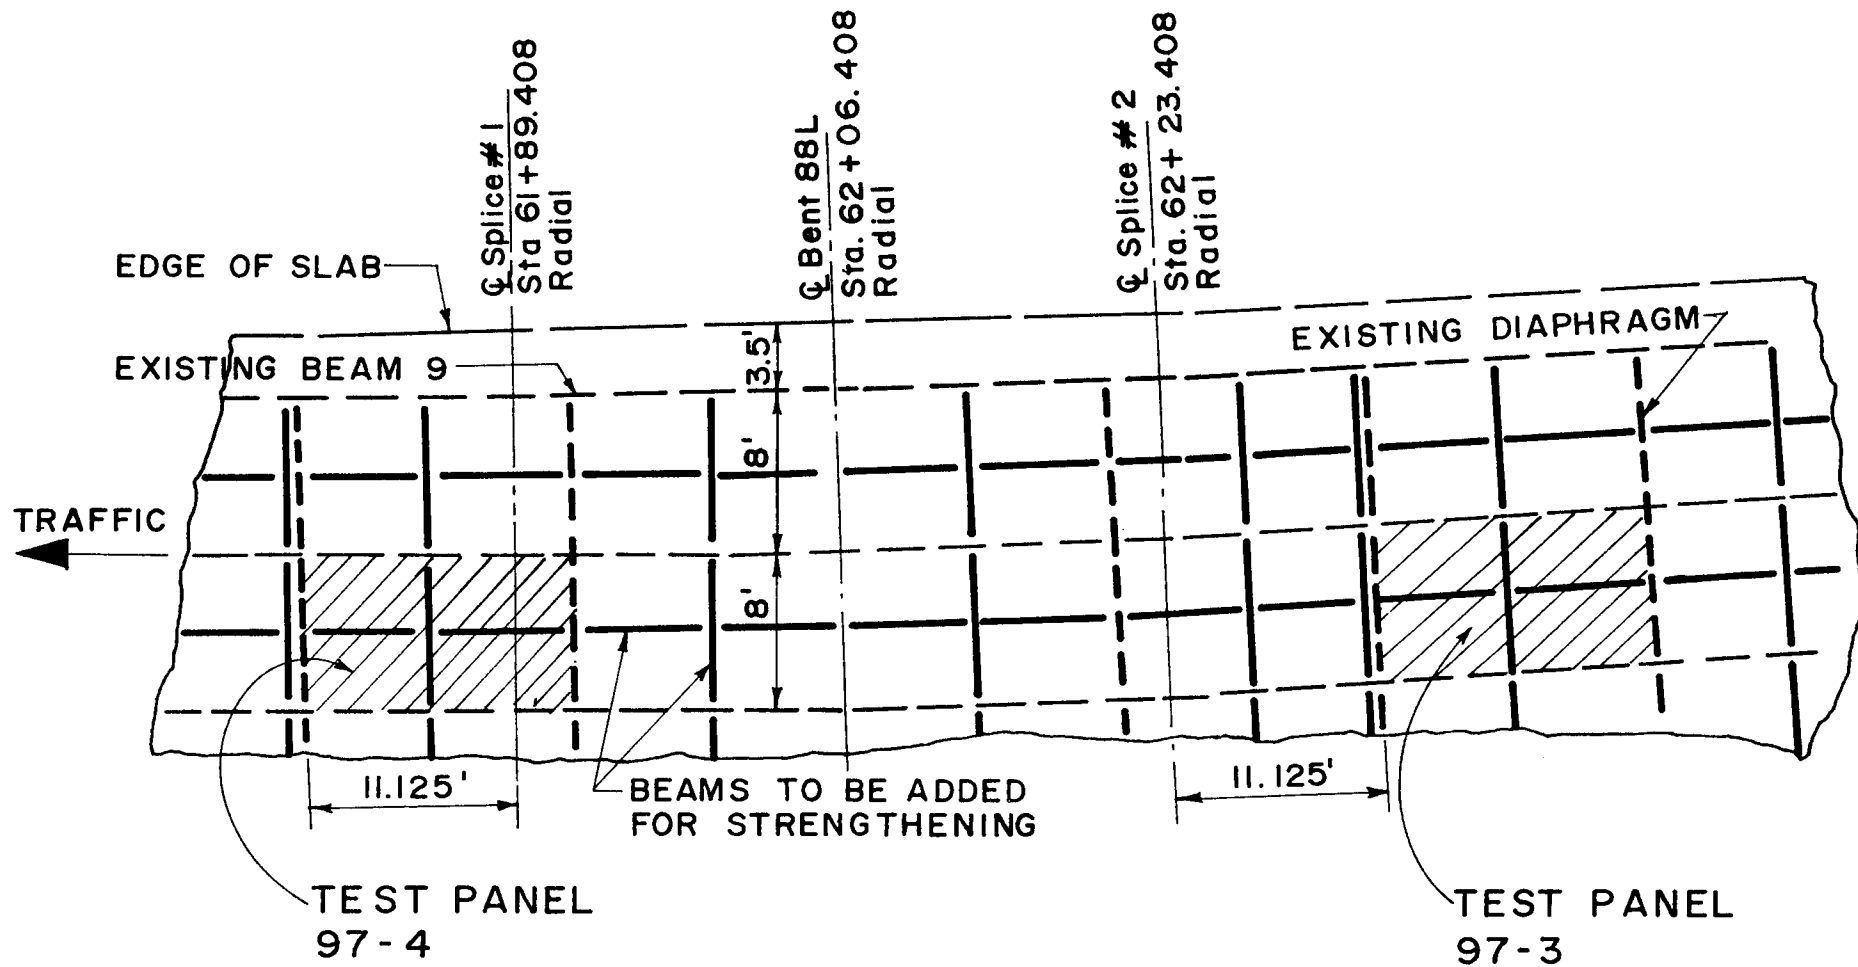 ℄ Splice #1
Sta 61+89.408
Radial
℄ Bent 88L
Sta. 62+06.408
Radial
℄ Splice #2
Sta. 62+23.408
Radial
EDGE OF SLAB
EXISTING DIAPHRAGM
EXISTING BEAM 9
3.5'
8'
TRAFFIC
8'
11.125'
BEAMS TO BE ADDED
FOR STRENGTHENING
11.125'
TEST PANEL
97-4
TEST PANEL
97-3